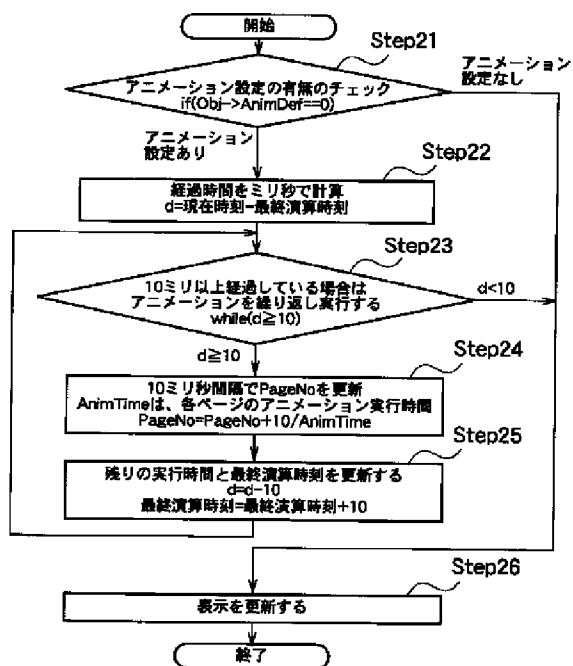 開始
Step21
アニメーション
設定なし
アニメーション設定の有無のチェック
if(Obj->AnimDef==0)
アニメーション
設定あり
Step22
経過時間をミリ秒で計算
d=現在時刻-最終演算時刻
Step23
10ミリ以上経過している場合は
アニメーションを繰り返し実行する
while(d≧10)
d<10
d≧10
Step24
10ミリ秒間隔でPageNoを更新
AnimTimeは、各ページのアニメーション実行時間
PageNo=PageNo+10/AnimTime
Step25
残りの実行時間と最終演算時刻を更新する
d=d-10
最終演算時刻=最終演算時刻+10
Step26
表示を更新する
終了